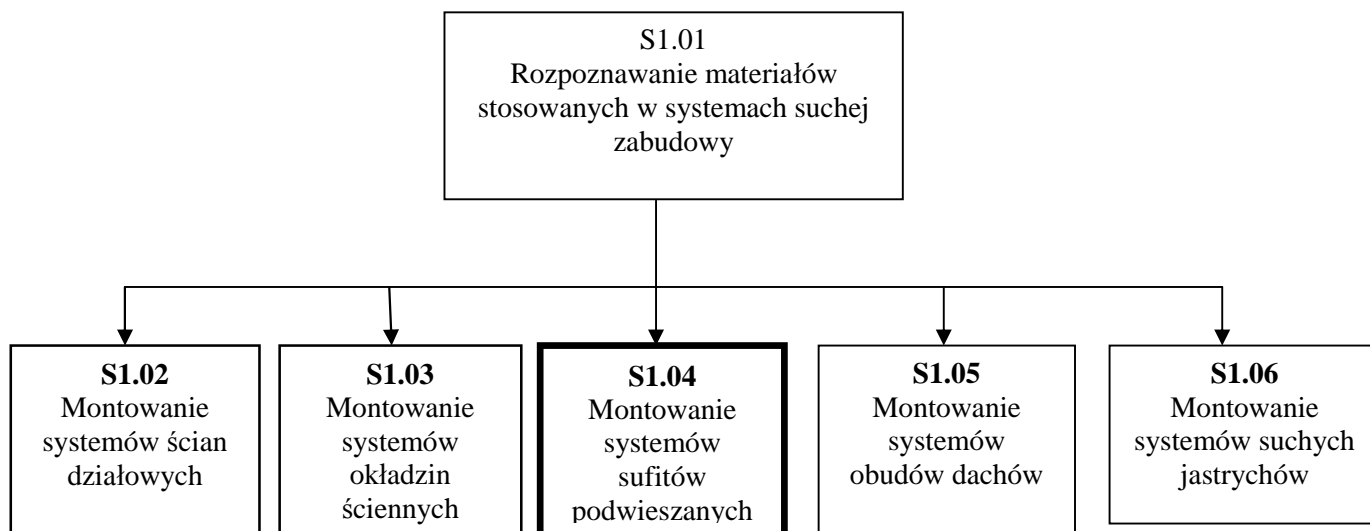 S1.01
Rozpoznawanie materiałów
stosowanych w systemach suchej
zabudowy
S1.02
Montowanie
systemów ścian
działowych
S1.03
Montowanie
systemów
okładzin
ściennych
S1.04
Montowanie
systemów
sufitów
podwieszanych
S1.05
Montowanie
systemów
obudów dachów
S1.06
Montowanie
systemów suchych
jastrychów